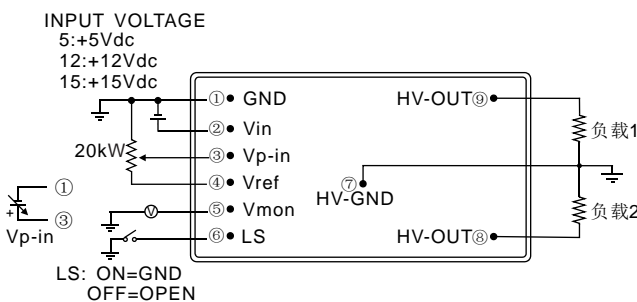 INPUT VOLTAGE
5:+5Vdc
12:+12Vdc
15:+15Vdc
① GND
② Vin
20kW
③ Vp-in
④ Vref
⑤ Vmon
V
⑥ LS
HV-OUT⑨
负载1
⑦
HV-GND
负载2
HV-OUT⑧
①
+
③
Vp-in
LS: ON=GND
OFF=OPEN